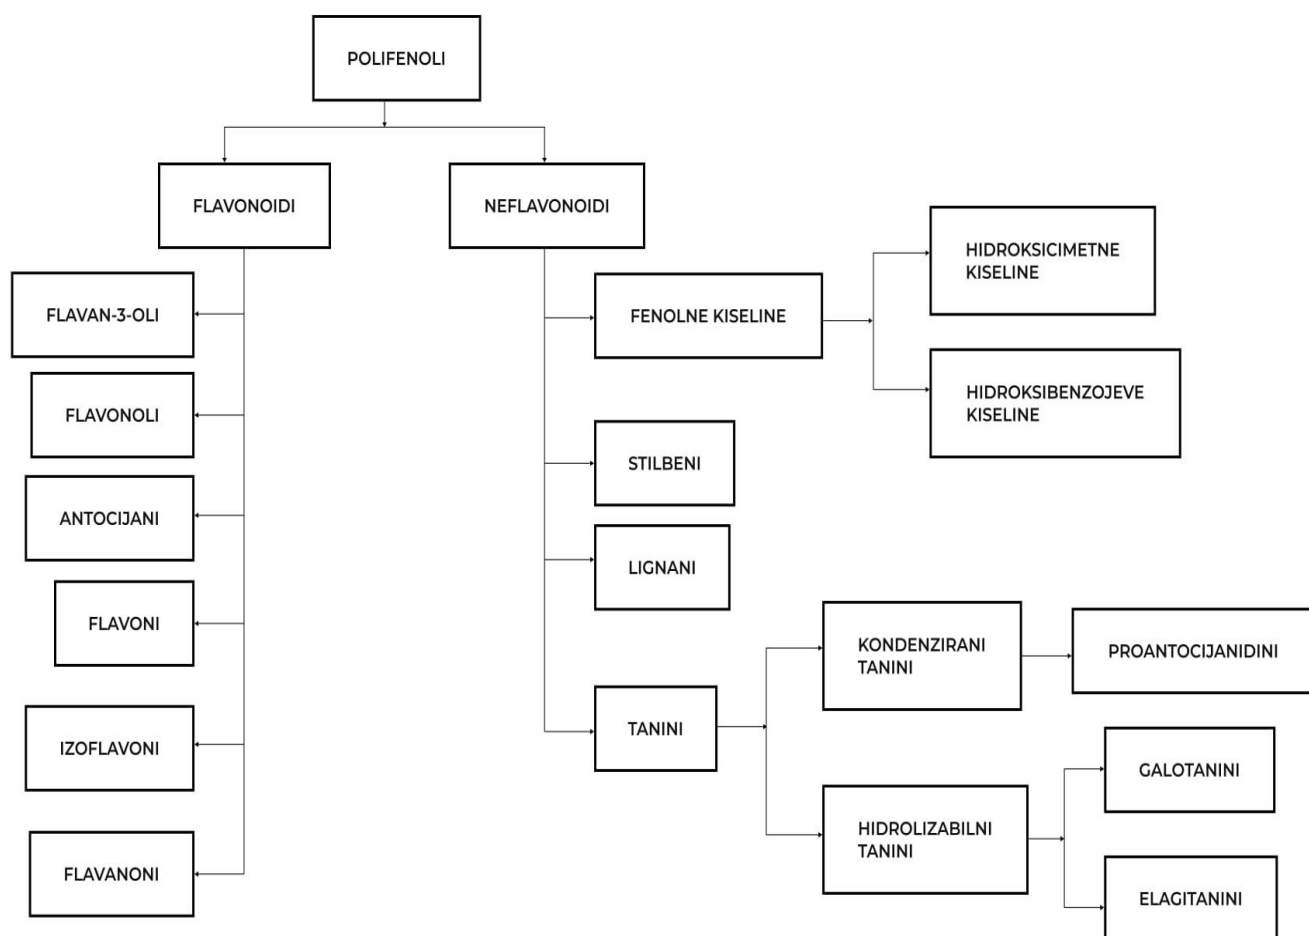 POLIFENOLI
FLAVONOIDI
NEFLAVONOIDI
FLAVAN-3-OLI
FLAVONOLI
ANTOCIJANI
FLAVONI
IZOFLAVONI
FLAVANONI
FENOLNE KISELINE
HIDROKSICIMETNE
KISELINE
HIDROKSIBENZOJEVE
KISELINE
STILBENI
LIGNANI
TANINI
KONDENZIRANI
TANINI
PROANTOCIJANIDINI
HIDROLIZABILNI
TANINI
GALOTANINI
ELAGITANINI